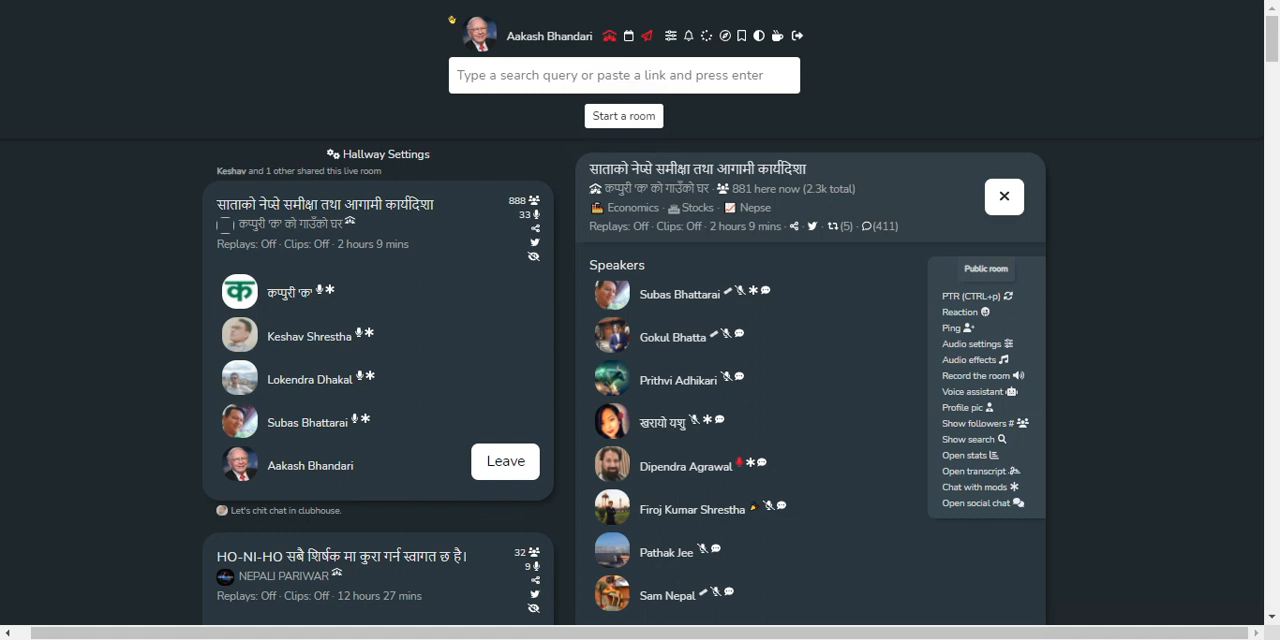 Aakash Bhandari
Type a search query or paste a link and press enter
Start a room
Hallway Settings
Keshav and 1 other shared this live room
साताको नेप्से समीक्षा तथा आगामी कार्यदिशा
888
कप्पुरी 'क' को गाउँको घर
33
Replays: Off · Clips: Off · 2 hours 9 mins
कप्पुरी 'क'
Keshav Shrestha
Lokendra Dhakal
Subas Bhattarai
Aakash Bhandari
Leave
Let's chit chat in clubhouse.
HO-NI-HO सबै शिर्षक मा कुरा गर्न स्वागत छ है।
32
9
NEPALI PARIWAR
Replays: Off · Clips: Off · 12 hours 27 mins
साताको नेप्से समीक्षा तथा आगामी कार्यदिशा
कप्पुरी 'क' को गाउँको घर · 881 here now (2.3k total)
Economics · Stocks · Nepse
Replays: Off · Clips: Off · 2 hours 9 mins · · · (5) · (411)
Speakers
Subas Bhattarai
Gokul Bhatta
Prithvi Adhikari
खरायो यशु
Dipendra Agrawal
Firoj Kumar Shrestha
Pathak Jee
Sam Nepal
Public room
PTR (CTRL+p)
Reaction
Ping
Audio settings
Audio effects
Record the room
Voice assistant
Profile pic
Show followers #
Show search
Open stats
Open transcript
Chat with mods
Open social chat